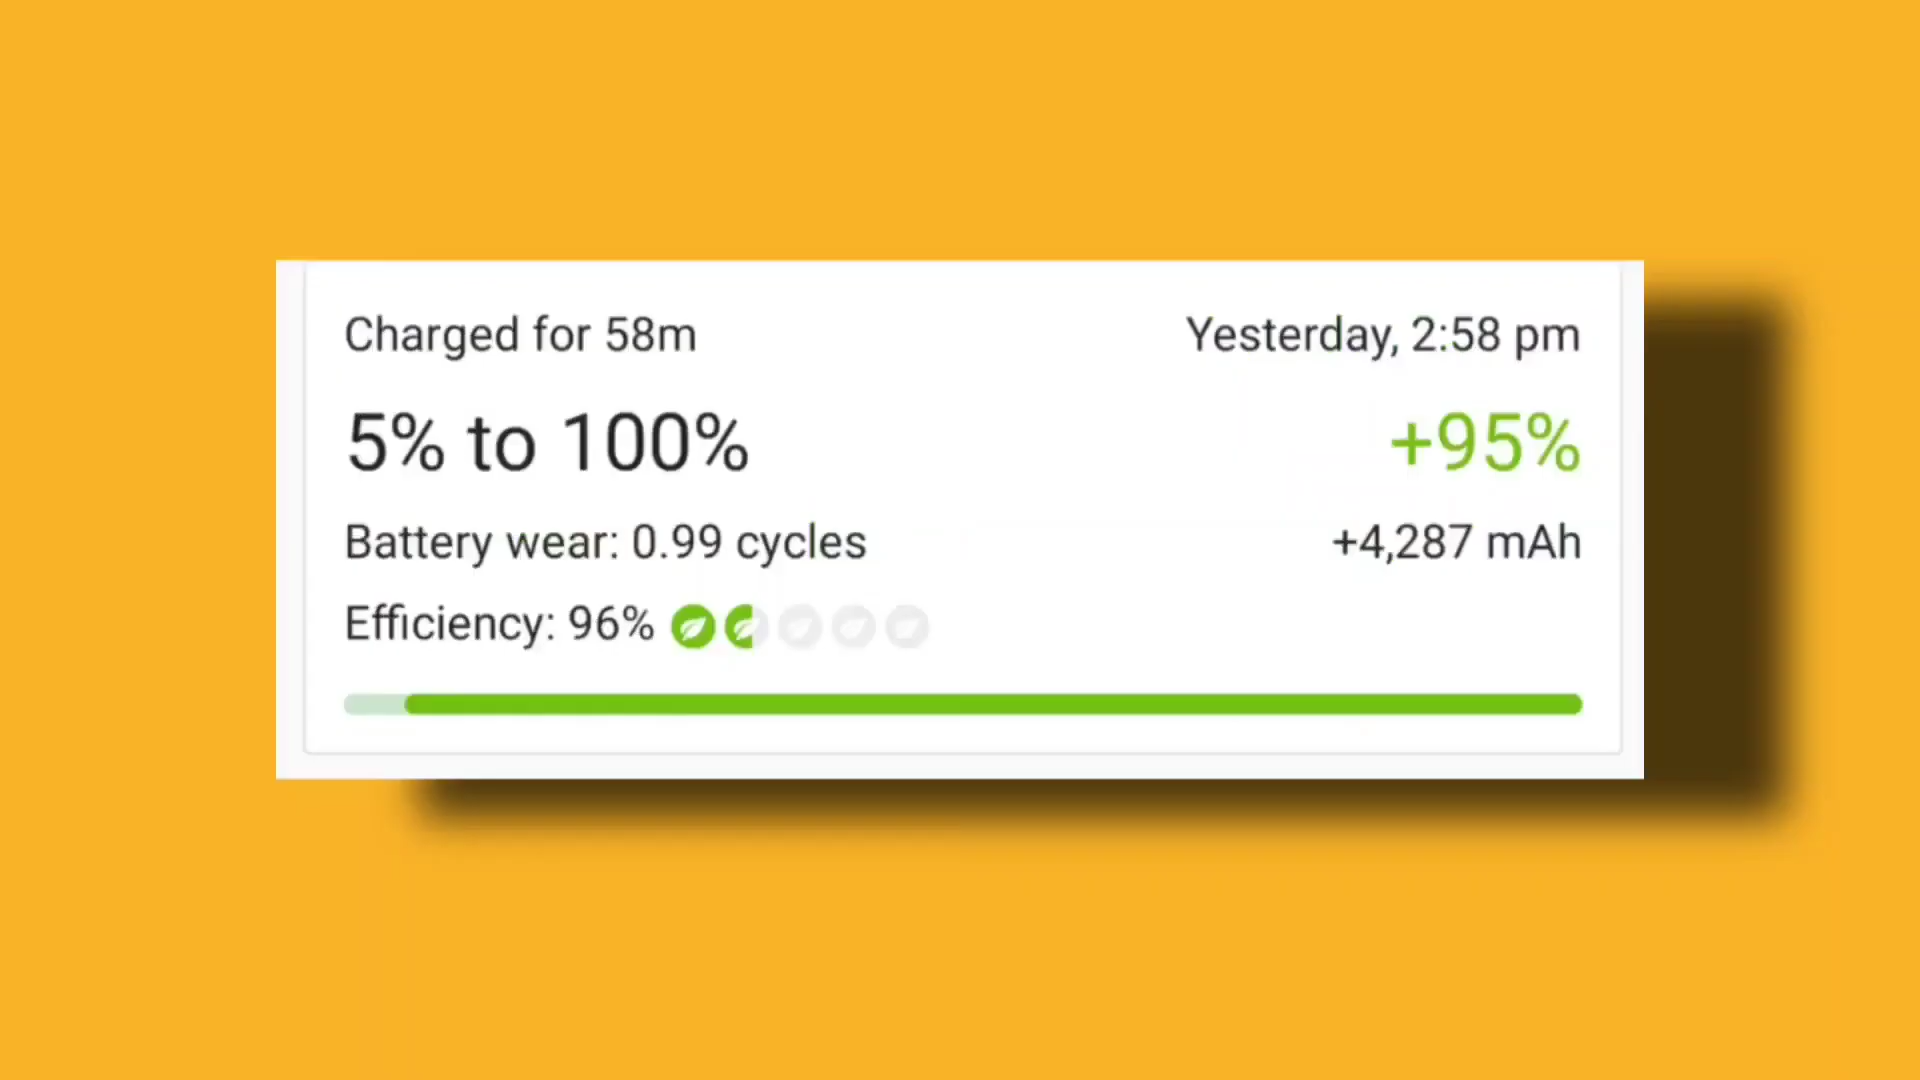 Charged for 58m Yesterday, 2:58 pm
5% to 100% +95%
Battery wear: 0.99 cycles +4,287 mAh
Efficiency: 96%